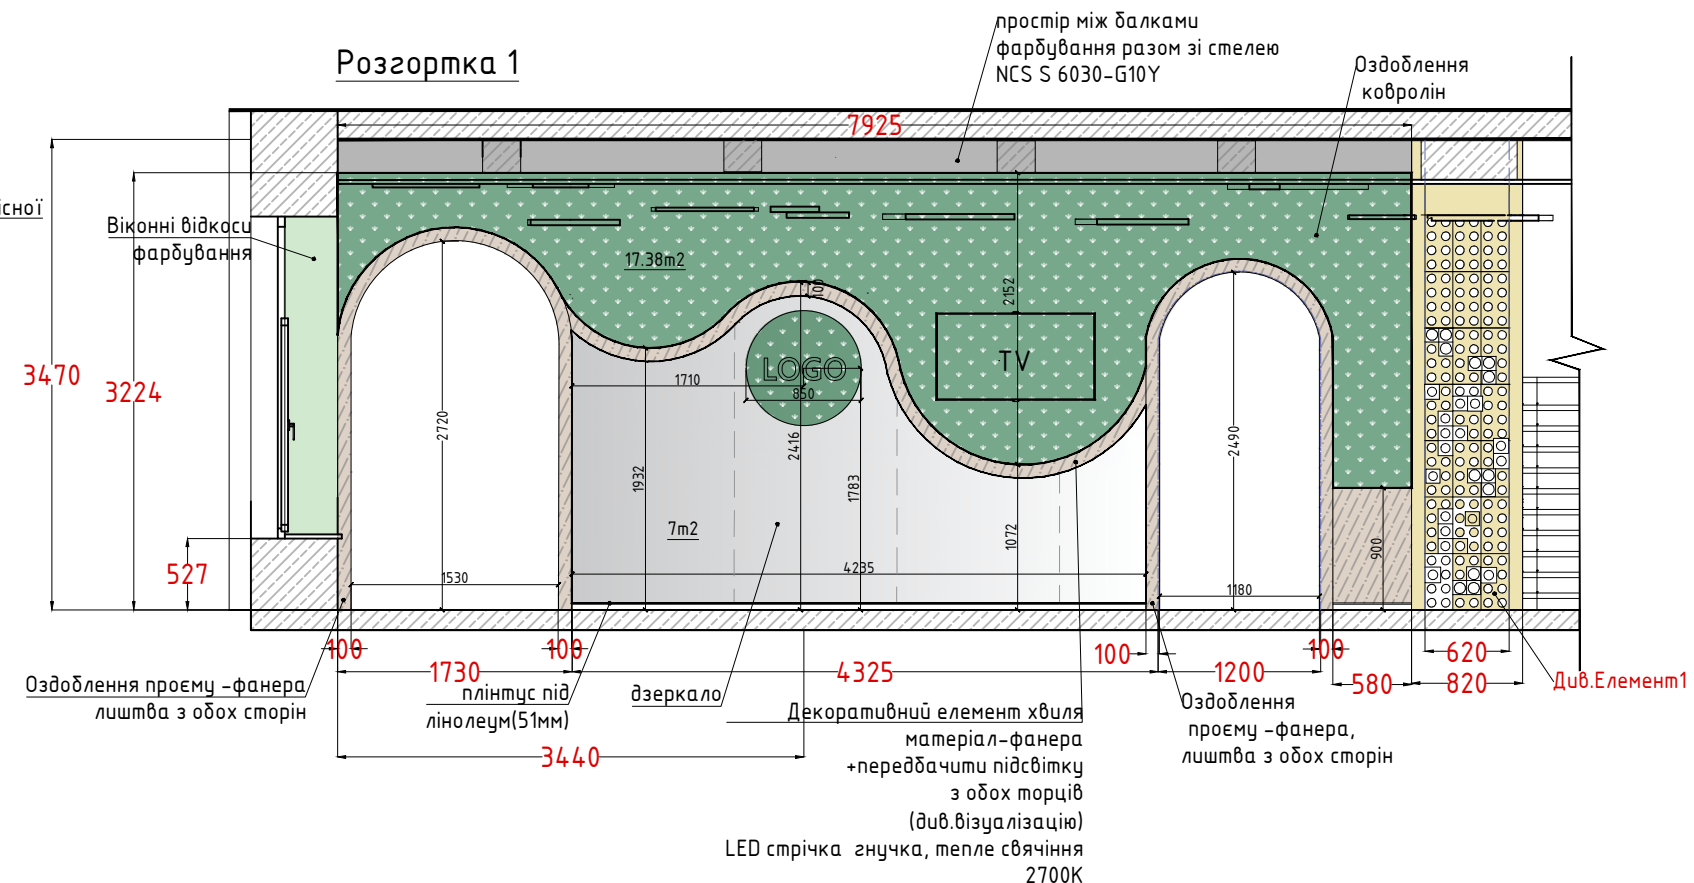 простір між балками
фарбування разом зі стелею
NCS S 6030-G10Y
Розгортка 1
Оздоблення
ковролін
7925
існої
Віконні відкоси
фарбування
17.38m2
100
2152
3470
3224
2720
1710
LOGO
850
TV
2416
1932
1783
2490
7m2
1072
900
527
1530
4235
1180
100
100
100
100
620
1730
4325
1200
580
820
Див.Елемент1
Оздоблення проєму -фанера
лиштва з обох сторін
плінтус під
лінолеум(51мм)
дзеркало
Декоративний елемент хвиля
матеріал-фанера
+передбачити підсвітку
з обох торців
(див.візуалізацію)
LED стрічка гнучка, тепле свячіння
2700K
Оздоблення
проєму -фанера,
лиштва з обох сторін
3440